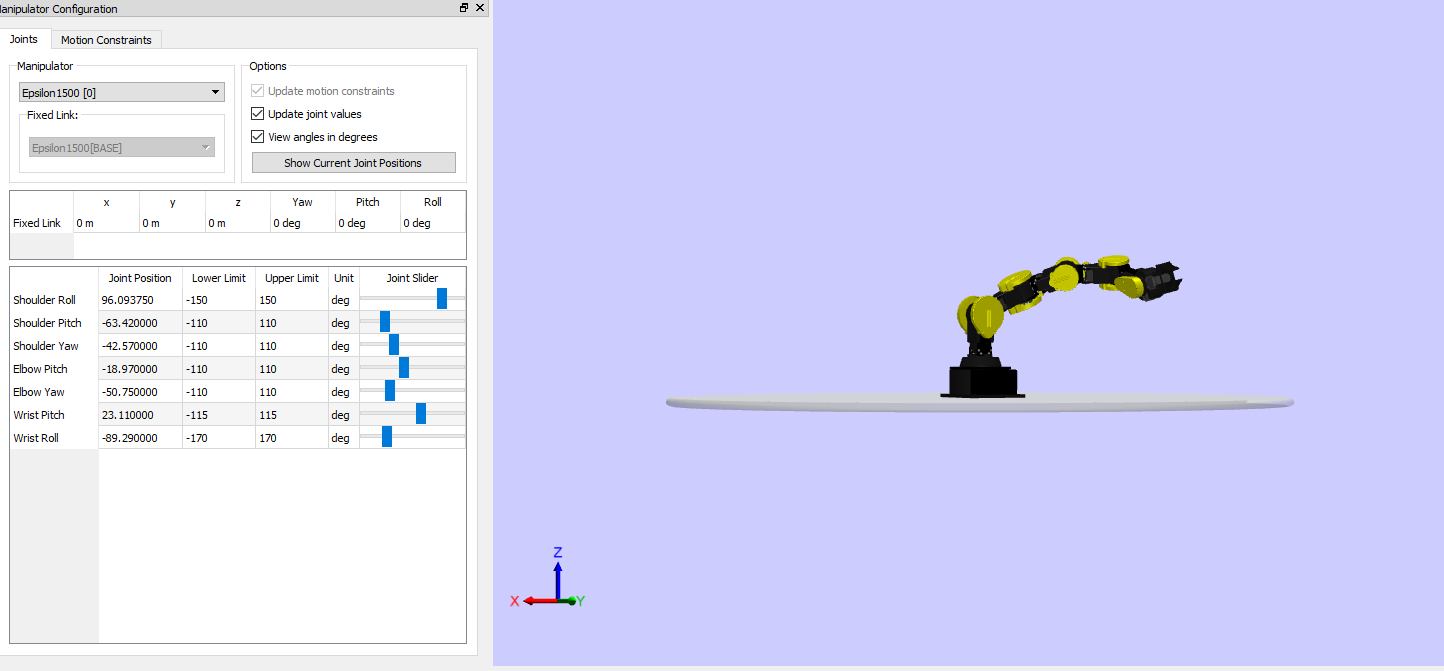 Manipulator Configuration
Joints Motion Constraints
Manipulator
Epsilon1500 [0]
Fixed Link:
Epsilon1500[BASE]
Options
Update motion constraints
Update joint values
View angles in degrees
Show Current Joint Positions
x y z Yaw Pitch Roll
Fixed Link 0 m 0 m 0 m 0 deg 0 deg 0 deg
Joint Position Lower Limit Upper Limit Unit Joint Slider
Shoulder Roll 96.093750 -150 150 deg
Shoulder Pitch -63.420000 -110 110 deg
Shoulder Yaw -42.570000 -110 110 deg
Elbow Pitch -18.970000 -110 110 deg
Elbow Yaw -50.750000 -110 110 deg
Wrist Pitch 23.110000 -115 115 deg
Wrist Roll -89.290000 -170 170 deg
Z
X Y